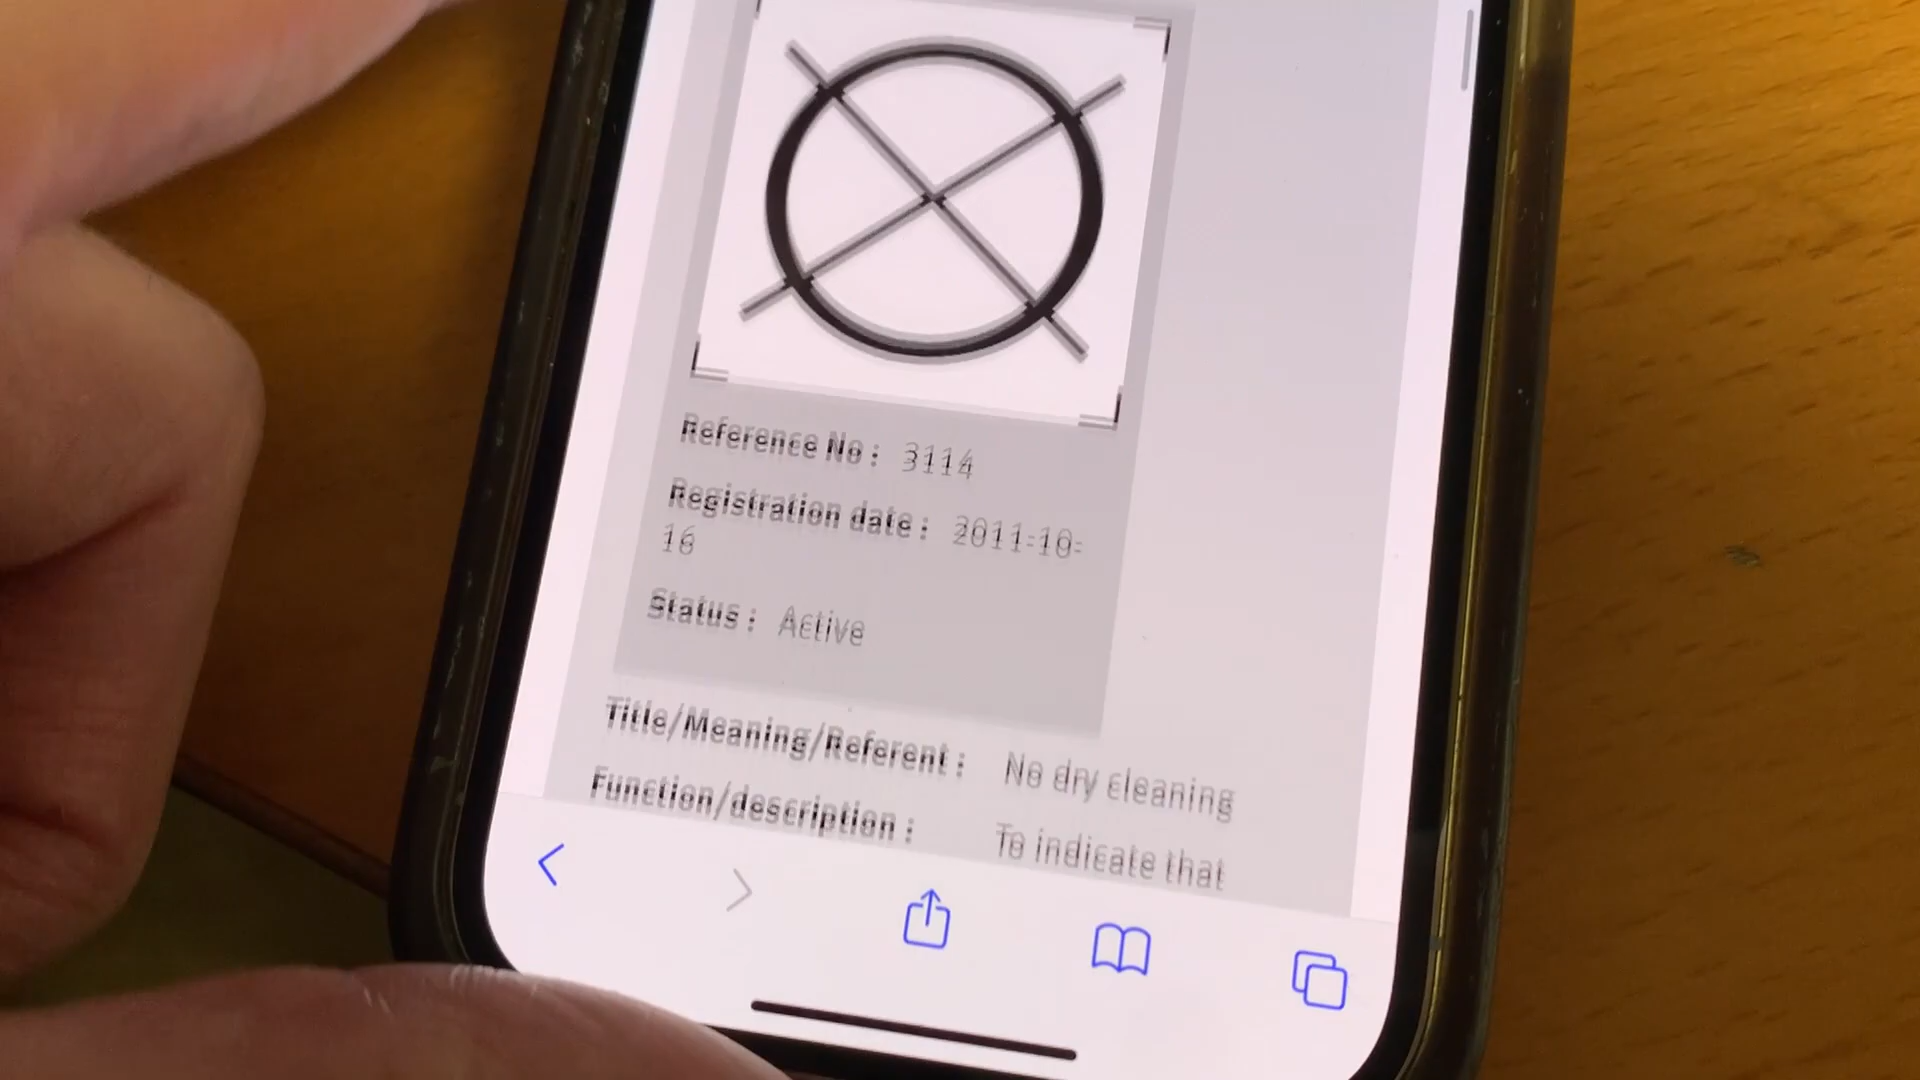 Reference No : 3114
Registration date : 2011-10-
16
Status : Active
Title/Meaning/Referent : No dry cleaning
Function/description : To indicate that